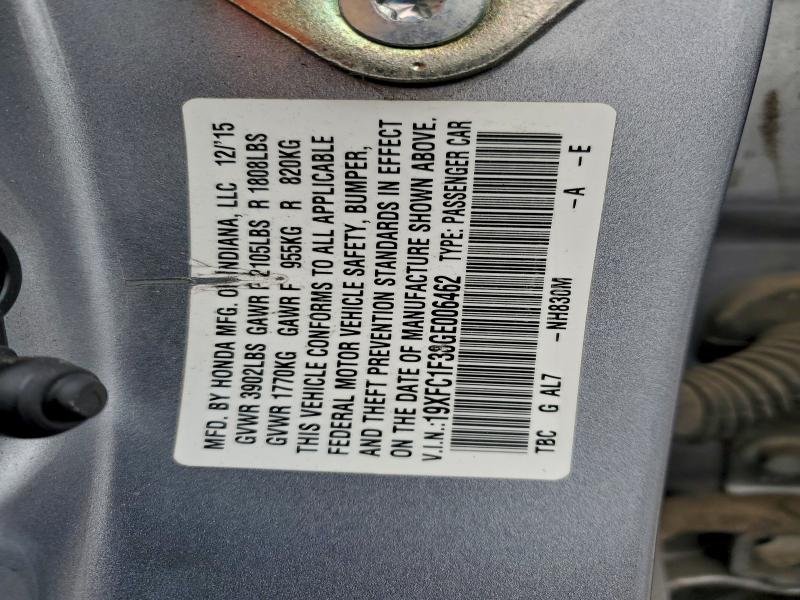 MFD. BY HONDA MFG. OF INDIANA, LLC 12/'15
GVWR 3902LBS GAWR F 2105LBS R 1808LBS
GVWR 1770KG GAWR F 955KG R 820KG
THIS VEHICLE CONFORMS TO ALL APPLICABLE
FEDERAL MOTOR VEHICLE SAFETY, BUMPER,
AND THEFT PREVENTION STANDARDS IN EFFECT
ON THE DATE OF MANUFACTURE SHOWN ABOVE.
V.I.N.: 19XFC1F39GE006462 TYPE: PASSENGER CAR
TBC G AL7 -NH830M -A -E